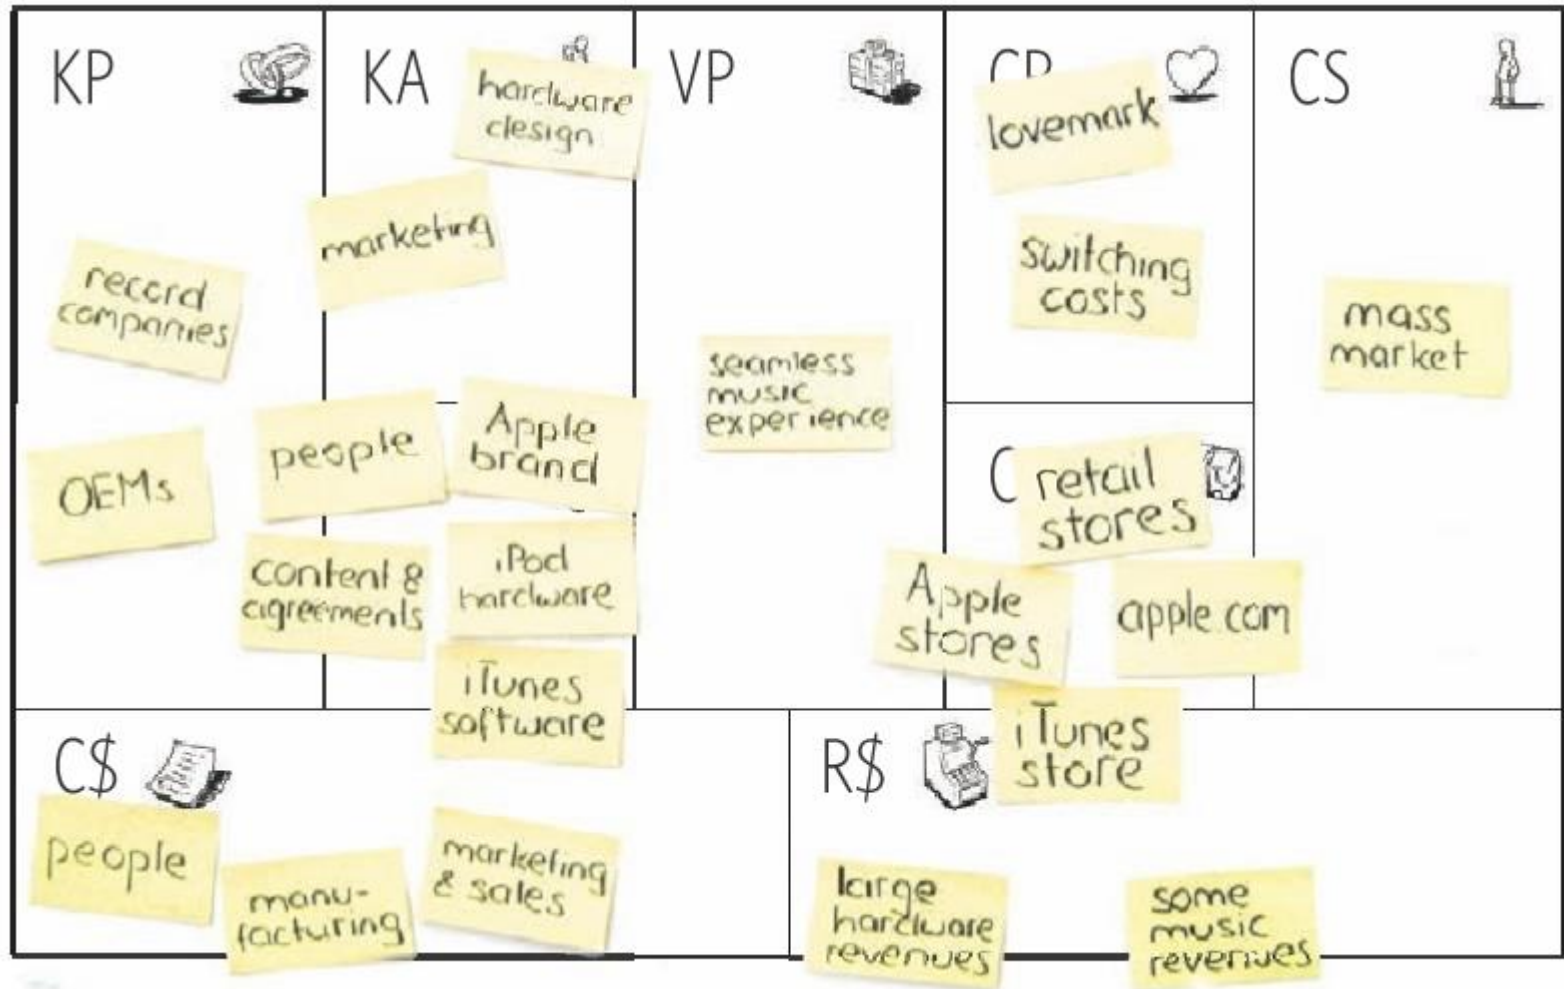 KP
KA
VP
CR
CS
hardware
design
lovemark
marketing
switching
costs
record
companies
mass
market
seamless
music
experience
people
Apple
brand
OEMs
C
retail
stores
content &
agreements
iPod
hardware
Apple
stores
apple.com
iTunes
software
iTunes
store
C$
R$
people
manu-
facturing
marketing
& sales
large
hardware
revenues
some
music
revenues